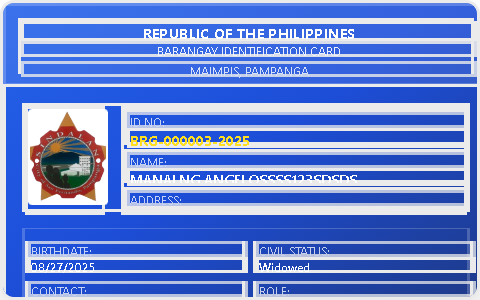 REPUBLIC OF THE PHILIPPINES
BARANGAY IDENTIFICATION CARD
MAIMPIS, PAMPANGA
ID NO:
BRG-000003-2025
NAME:
MANALNG ANGELOSSSS123SDSDS
ADDRESS:
BIRTHDATE:
08/27/2025
CIVIL STATUS:
Widowed
CONTACT:
ROLE: